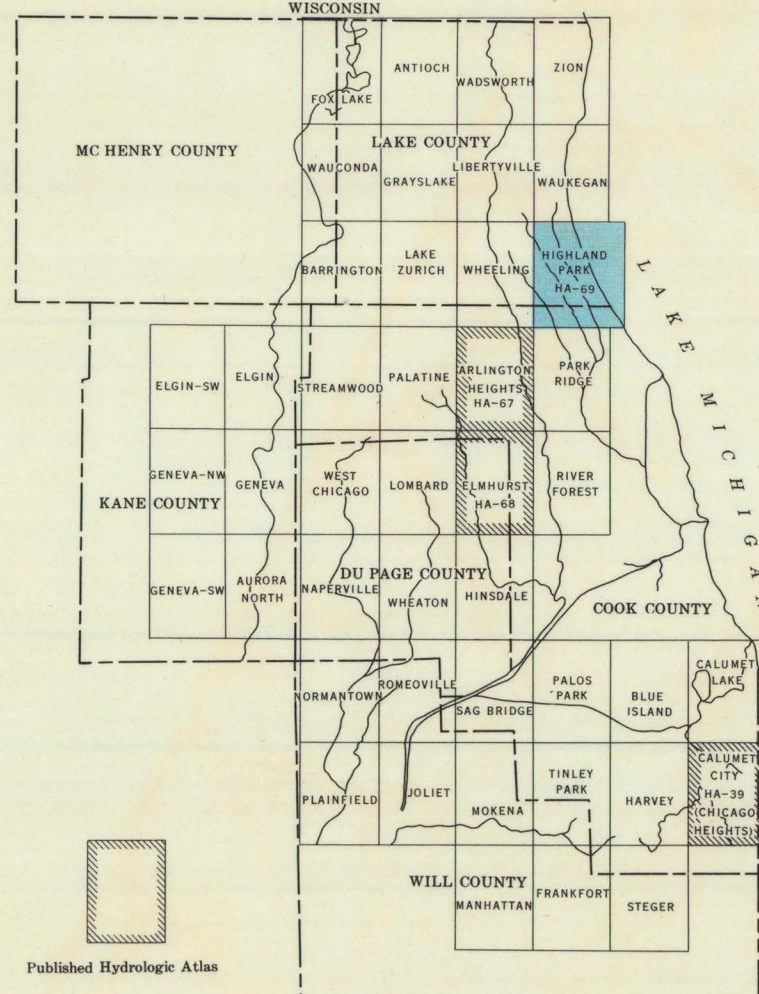 WISCONSIN
ANTIOCH
ZION
WADSWORTH
FOX LAKE
MC HENRY COUNTY
LAKE COUNTY
WAUCONDA
LIBERTYVILLE
GRAYSLAKE
WAUKEGAN
BARRINGTON
LAKE
ZURICH
WHEELING
HIGHLAND
PARK
HA-69
LAKE MICHIGAN
ELGIN-SW
ELGIN
STREAMWOOD
PALATINE
ARLINGTON
HEIGHTS
HA-67
PARK
RIDGE
GENEVA-NW
GENEVA
WEST
CHICAGO
LOMBARD
ELMHURST
HA-68
RIVER
FOREST
KANE COUNTY
GENEVA-SW
AURORA
NORTH
DU PAGE COUNTY
NAPERVILLE
WHEATON
HINSDALE
COOK COUNTY
NORMANTOWN
ROMEOVILLE
SAG BRIDGE
PALOS
PARK
BLUE
ISLAND
CALUMET
LAKE
PLAINFIELD
JOLIET
MOKENA
TINLEY
PARK
HARVEY
CALUMET
CITY
HA-39
(CHICAGO
HEIGHTS)
WILL COUNTY
MANHATTAN
FRANKFORT
STEGER
Published Hydrologic Atlas